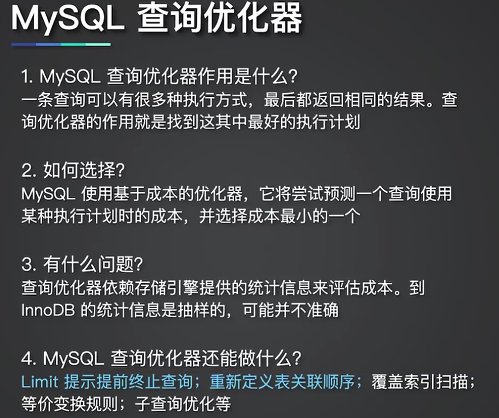 MySQL 查询优化器
1. MySQL 查询优化器作用是什么？
一条查询可以有很多种执行方式，最后都返回相同的结果。查
询优化器的作用就是找到这其中最好的执行计划
2. 如何选择？
MySQL 使用基于成本的优化器，它将尝试预测一个查询使用
某种执行计划时的成本，并选择成本最小的一个
3. 有什么问题？
查询优化器依赖存储引擎提供的统计信息来评估成本。到
InnoDB 的统计信息是抽样的，可能并不准确
4. MySQL 查询优化器还能做什么？
Limit 提示提前终止查询；重新定义表关联顺序；覆盖索引扫描；
等价变换规则；子查询优化等